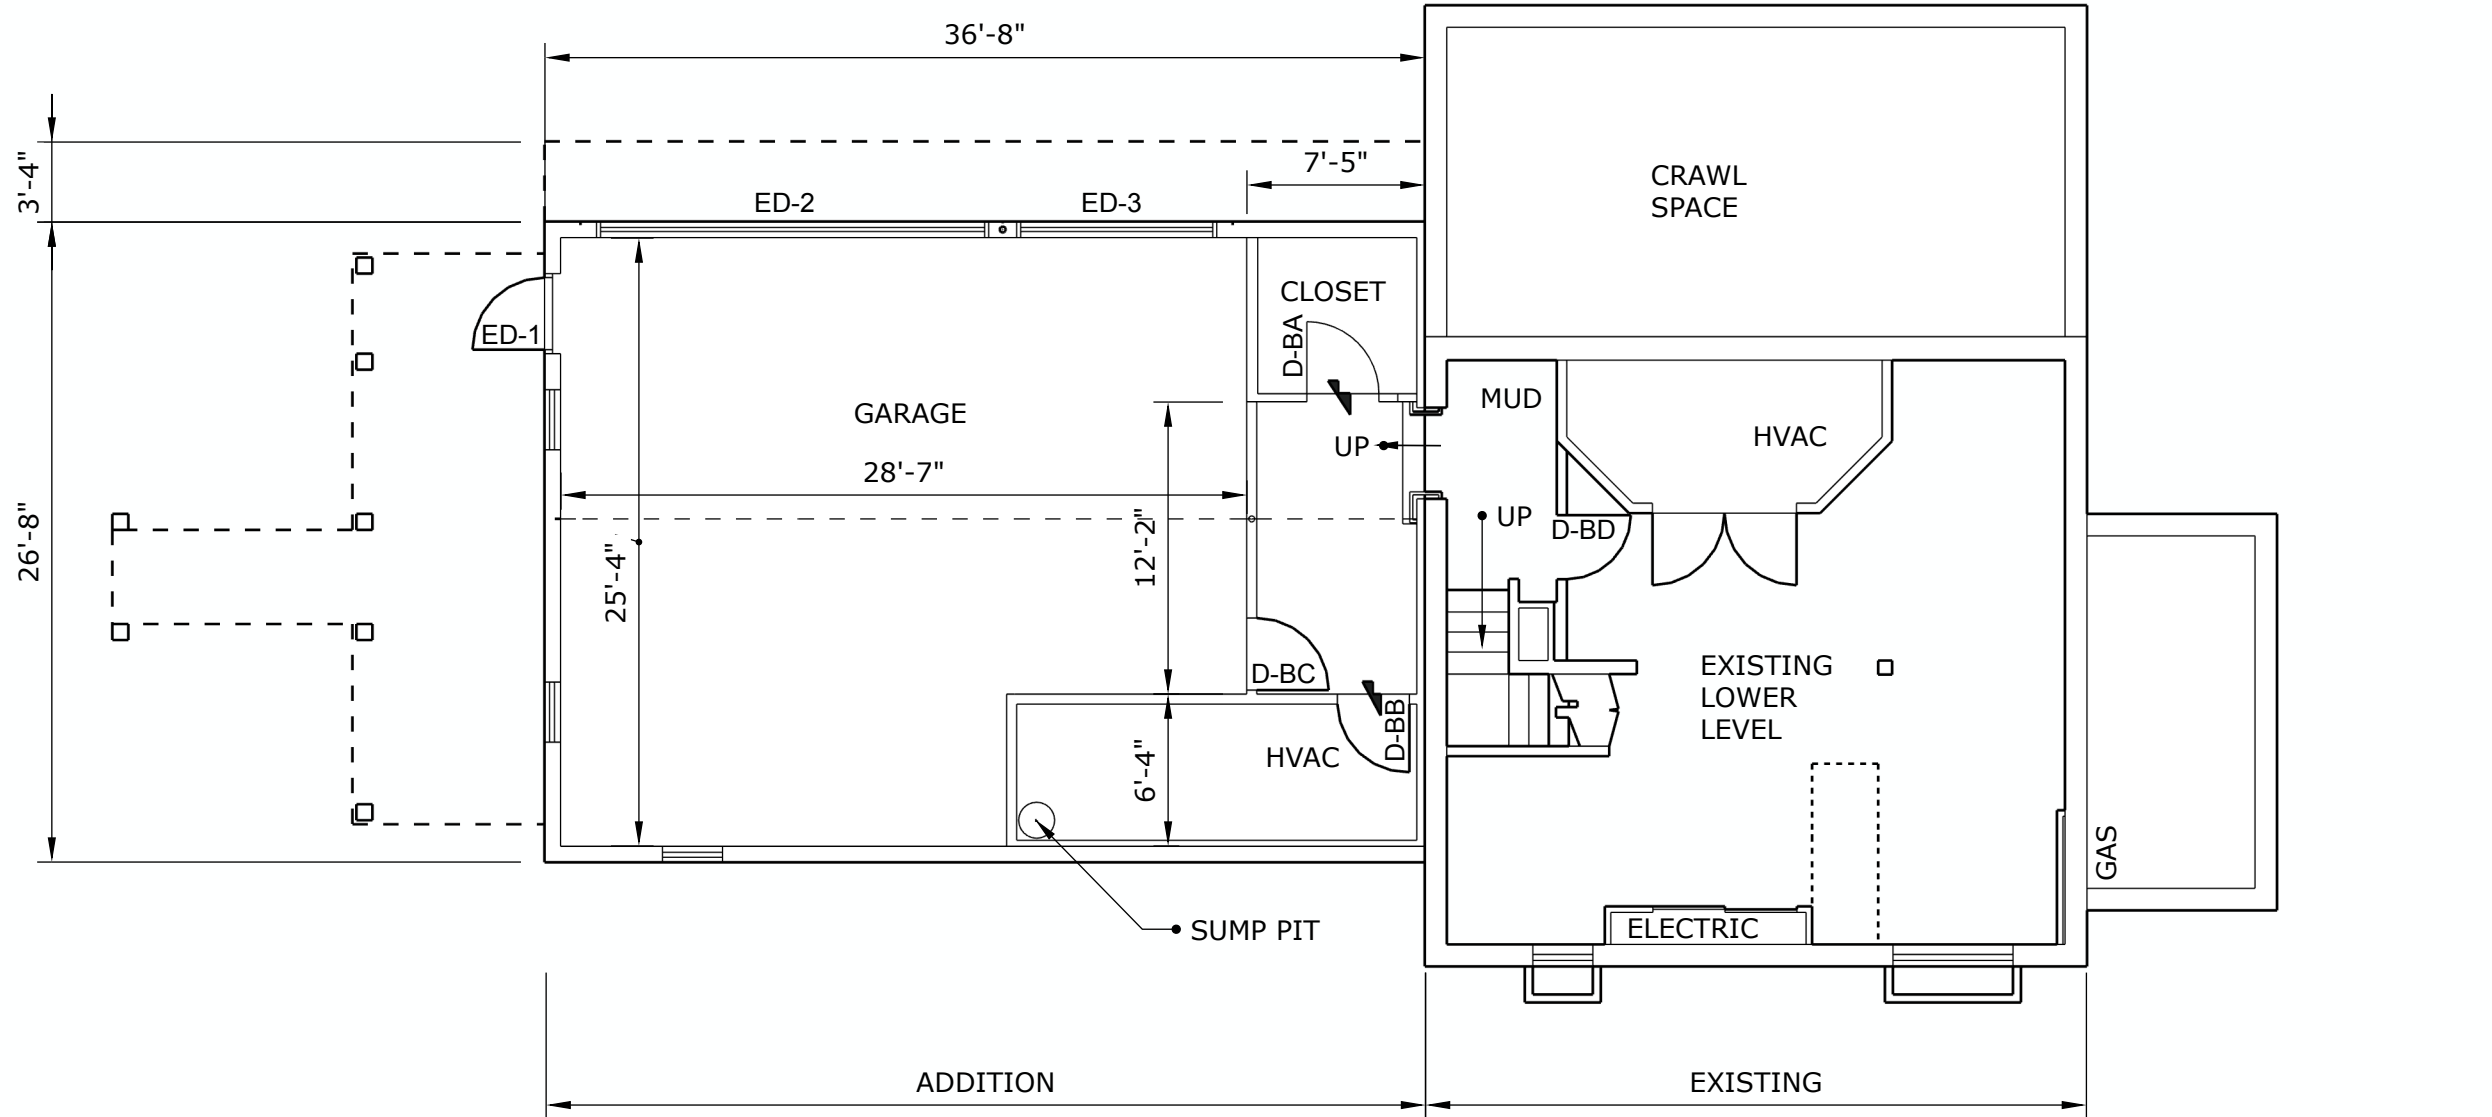 36'-8"
3'-4"
7'-5"
CRAWL
SPACE
ED-2
ED-3
CLOSET
ED-1
D-BA
MUD
GARAGE
HVAC
UP
28'-7"
UP
D-BD
26'-8"
25'-4"
12'-2"
D-BC
EXISTING
LOWER
LEVEL
D-BB
HVAC
6'-4"
GAS
SUMP PIT
ELECTRIC
ADDITION
EXISTING